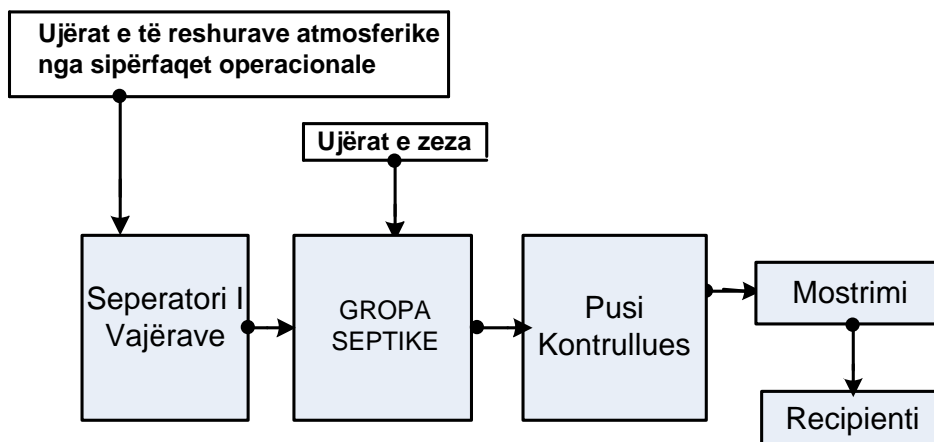 Ujërat e të reshurave atmosferike
nga sipërfaqet operacionale
Ujërat e zeza
Seperatori I
Vajërave
GROPA
SEPTIKE
Pusi
Kontrullues
Mostrimi
Recipienti